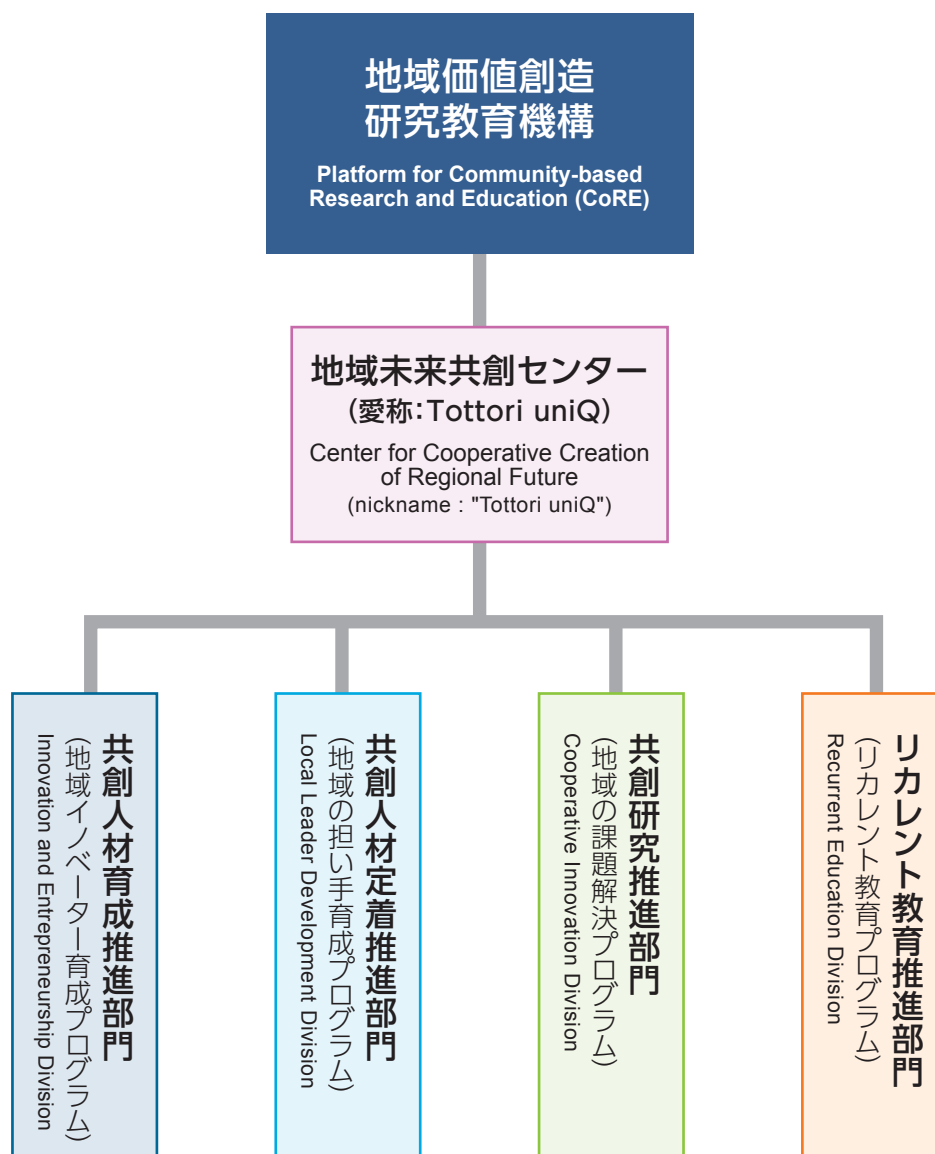 地域価値創造
研究教育機構
Platform for Community-based
Research and Education (CoRE)
地域未来共創センター
（愛称：Tottori uniQ）
Center for Cooperative Creation
of Regional Future
(nickname : "Tottori uniQ")
共創人材育成推進部門
（地域イノベーター育成プログラム）
Innovation and Entrepreneurship Division
共創人材定着推進部門
（地域の担い手育成プログラム）
Local Leader Development Division
共創研究推進部門
（地域の課題解決プログラム）
Cooperative Innovation Division
リカレント教育推進部門
（リカレント教育プログラム）
Recurrent Education Division